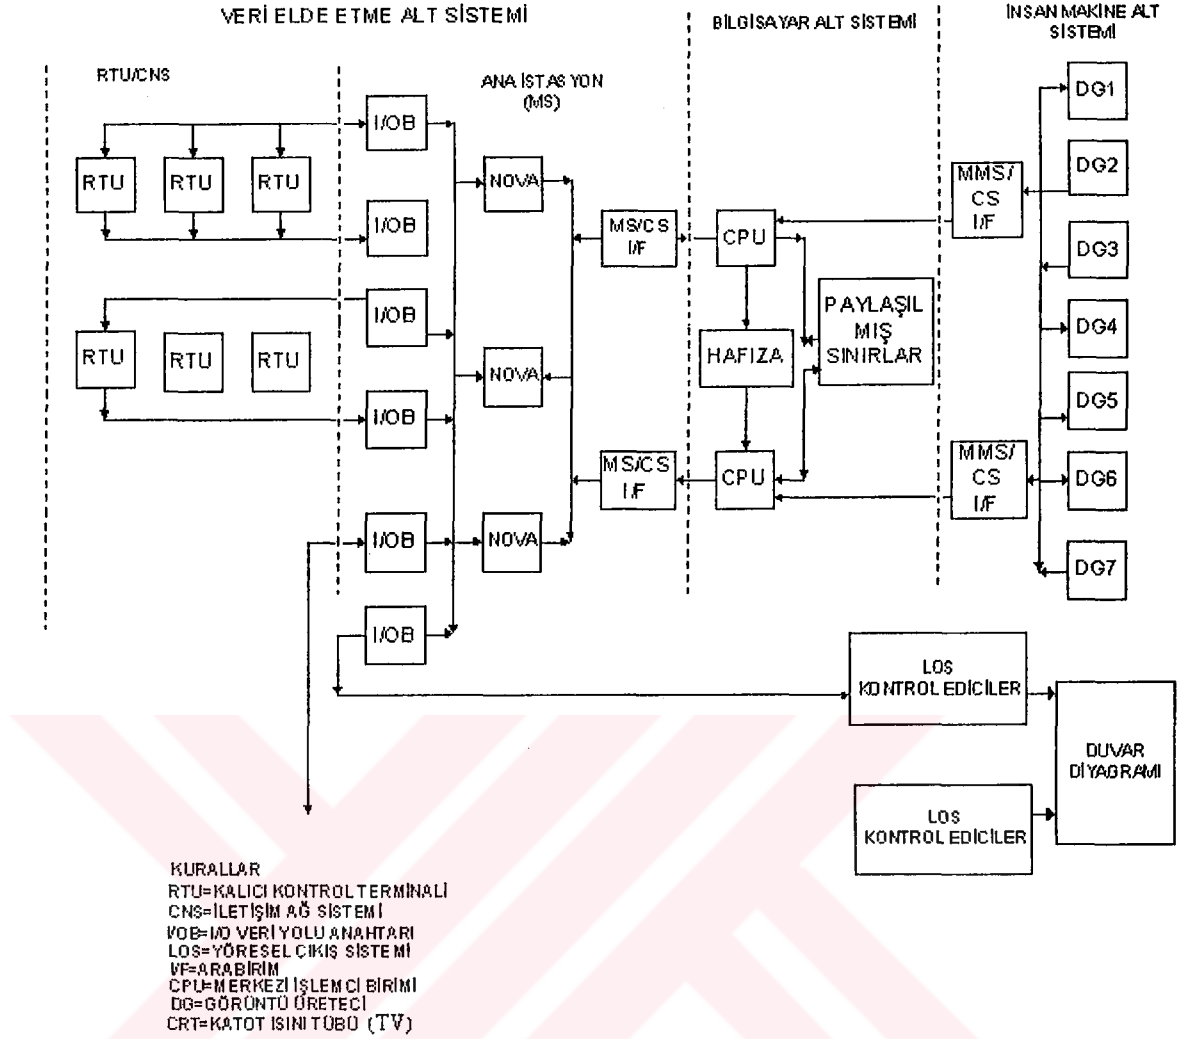 VERİ ELDE ETME ALT SİSTEMİ
BİLGİSAYAR ALT SİSTEMİ
İNSAN MAKİNE ALT
SİSTEMİ
RTU/CNS
ANA İSTASYON
(MS)
I/OB
RTU
RTU
RTU
I/OB
I/OB
RTU
RTU
RTU
I/OB
I/OB
I/OB
NOVA
NOVA
NOVA
MS/CS
I/F
MS/CS
I/F
CPU
HAFIZA
CPU
PAYLAŞIL
MIŞ
SINIRLAR
MMS/
CS
I/F
MMS/
CS
I/F
DG1
DG2
DG3
DG4
DG5
DG6
DG7
LOS
KONTROL EDİCİLER
LOS
KONTROL EDİCİLER
DUVAR
DİYAGRAMI
KURALLAR
RTU=KALICI KONTROL TERMİNALİ
CNS=İLETİŞİM AĞ SİSTEMİ
I/OB=I/O VERİ YOLU ANAHTARI
LOS=YÖRESEL ÇIKIŞ SİSTEMİ
I/F=ARABİRİM
CPU=MERKEZİ İŞLEMCİ BİRİMİ
DG=GÖRÜNTÜ ÜRETECİ
CRT=KATOT ISINI TÜBÜ (TV)